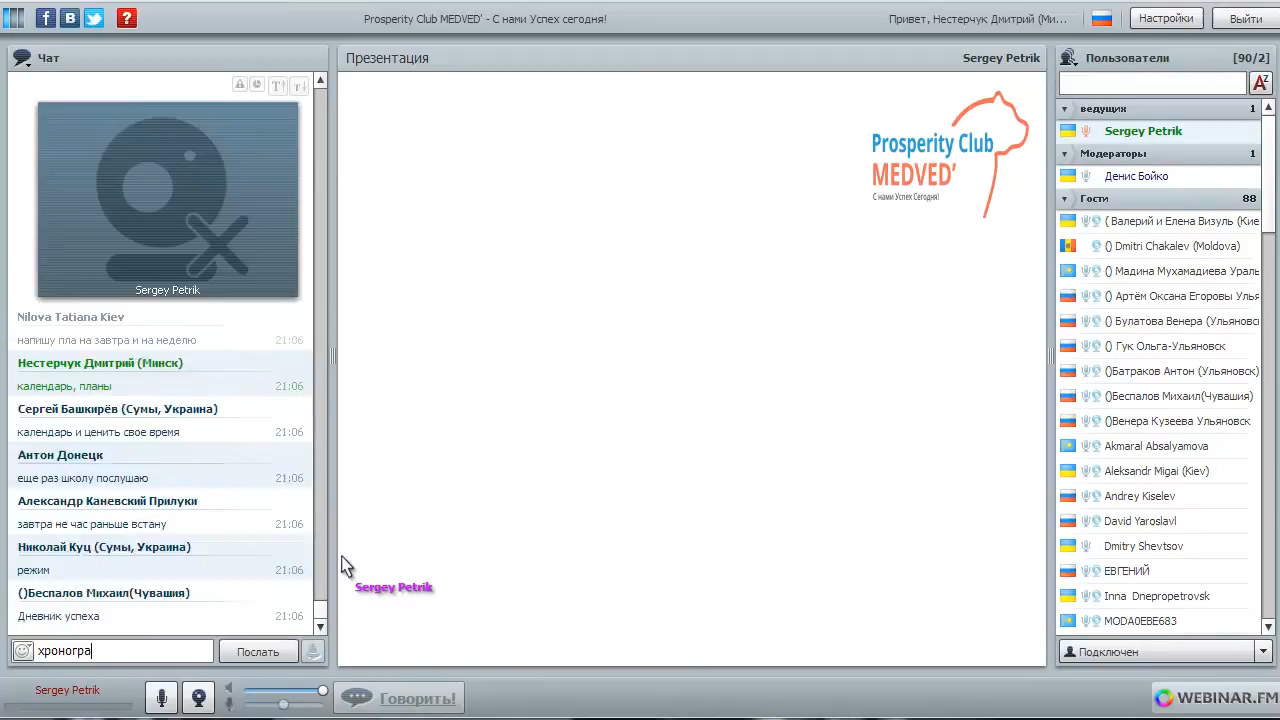 Prosperity Club MEDVED' - С нами Успех сегодня!
Привет, Нестерчук Дмитрий (Ми...
Настройки
Выйти
Чат
Sergey Petrik
Nilova Tatiana Kiev
напишу пла на завтра и на неделю 21:06
Нестерчук Дмитрий (Минск)
календарь, планы 21:06
Сергей Башкирёв (Сумы, Украина)
календарь и ценить свое время 21:06
Антон Донецк
еще раз школу послушаю 21:06
Александр Каневский Прилуки
завтра не час раньше встану 21:06
Николай Куц (Сумы, Украина)
режим 21:06
()Беспалов Михаил(Чувашия)
Дневник успеха 21:06
хроногра
Послать
Презентация
Sergey Petrik
Prosperity Club
MEDVED'
С нами Успех Сегодня!
Sergey Petrik
Пользователи [90/2]
ведущие 1
Sergey Petrik
Модераторы 1
Денис Бойко
Гости 88
( Валерий и Елена Визуль (Кие
() Dmitri Chakalev (Moldova)
() Мадина Мухамадиева Ураль
() Артём Оксана Егоровы Улья
() Булатова Венера (Ульяновс
() Гук Ольга-Ульяновск
()Батраков Антон (Ульяновск)
()Беспалов Михаил(Чувашия)
()Венера Кузеева Ульяновск
Akmaral Absalyamova
Aleksandr Migai (Kiev)
Andrey Kiselev
David Yaroslavl
Dmitry Shevtsov
ЕВГЕНИЙ
Inna Dnepropetrovsk
MODA0EBE683
Подключен
Sergey Petrik
Говорить!
WEBINAR.FM